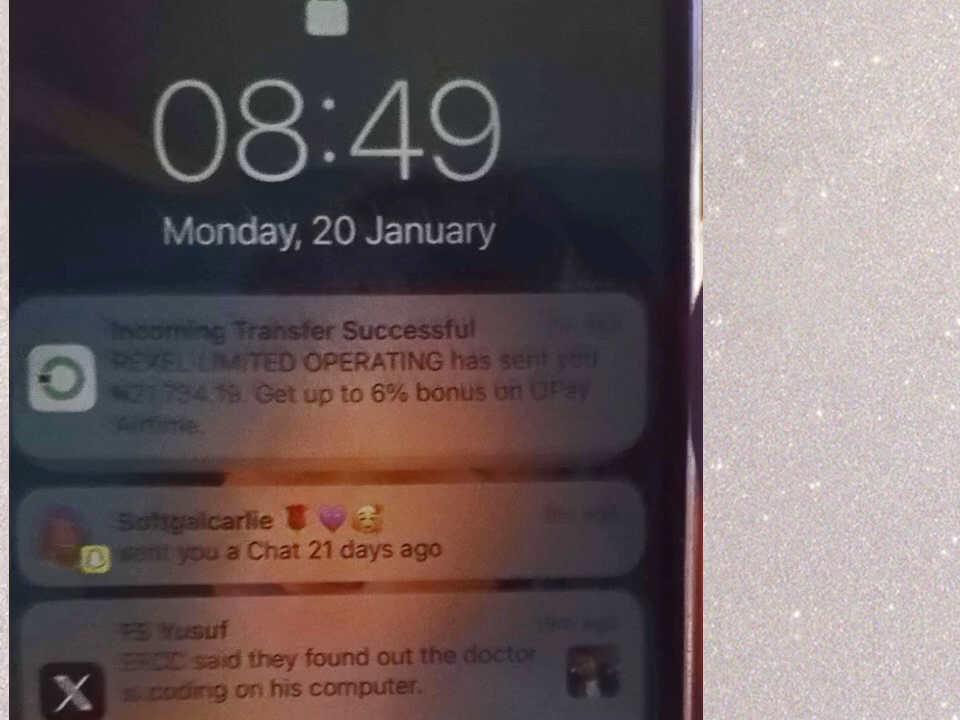 08:49
Monday, 20 January
Incoming Transfer Successful
LIMITED OPERATING has sent you
Get up to 6% bonus on OPay
Airtime.
sent you a Chat 21 days ago
FS Yusuf
EFCC said they found out the doctor
is coding on his computer.